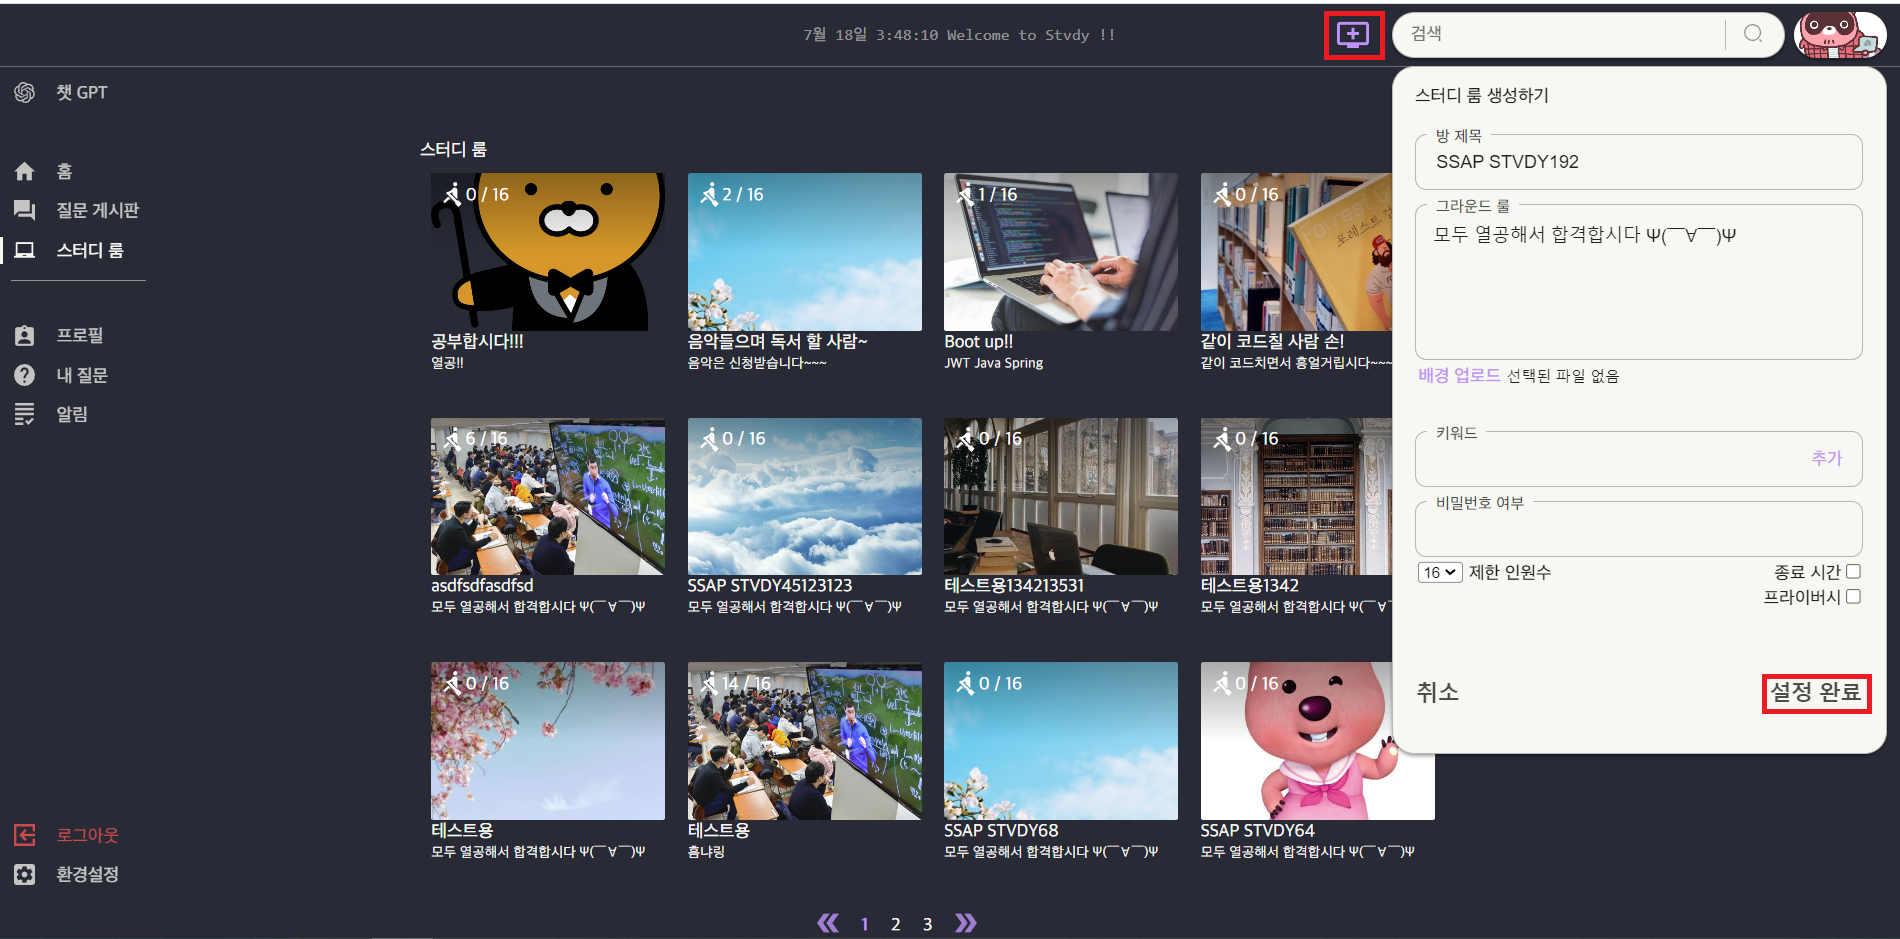 7월 18일 3:48:10 Welcome to Stvdy !!
검색
챗 GPT
홈
질문 게시판
스터디 룸
프로필
내 질문
알림
로그아웃
환경설정
스터디 룸
0 / 16
공부합시다!!!
열공!!
2 / 16
음악들으며 독서 할 사람~
음악은 신청받습니다~~~
1 / 16
Boot up!!
JWT Java Spring
0 / 16
포레스트 검
같이 코드칠 사람 손!
같이 코드치면서 흥얼거립시다~~~
6 / 16
asdfsdfasdfsd
모두 열공해서 합격합시다 Ψ(￣∀￣)Ψ
0 / 16
SSAP STVDY45123123
모두 열공해서 합격합시다 Ψ(￣∀￣)Ψ
0 / 16
테스트용134213531
모두 열공해서 합격합시다 Ψ(￣∀￣)Ψ
0 / 16
테스트용1342
모두 열공해서 합격합시다 Ψ(￣∀
0 / 16
테스트용
모두 열공해서 합격합시다 Ψ(￣∀￣)Ψ
14 / 16
테스트용
흠냐링
0 / 16
SSAP STVDY68
모두 열공해서 합격합시다 Ψ(￣∀￣)Ψ
0 / 16
SSAP STVDY64
모두 열공해서 합격합시다 Ψ(￣∀￣)Ψ
1 2 3
스터디 룸 생성하기
방 제목
SSAP STVDY192
그라운드 룰
모두 열공해서 합격합시다 Ψ(￣∀￣)Ψ
배경 업로드 선택된 파일 없음
키워드
추가
비밀번호 여부
16 제한 인원수
종료 시간
프라이버시
취소
설정 완료